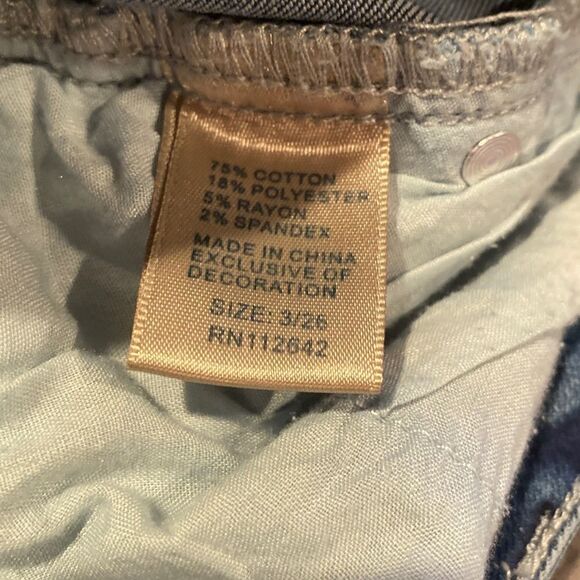 75% COTTON
18% POLYESTER
5% RAYON
2% SPANDEX
MADE IN CHINA
EXCLUSIVE OF
DECORATION
SIZE: 3/26
RN112642